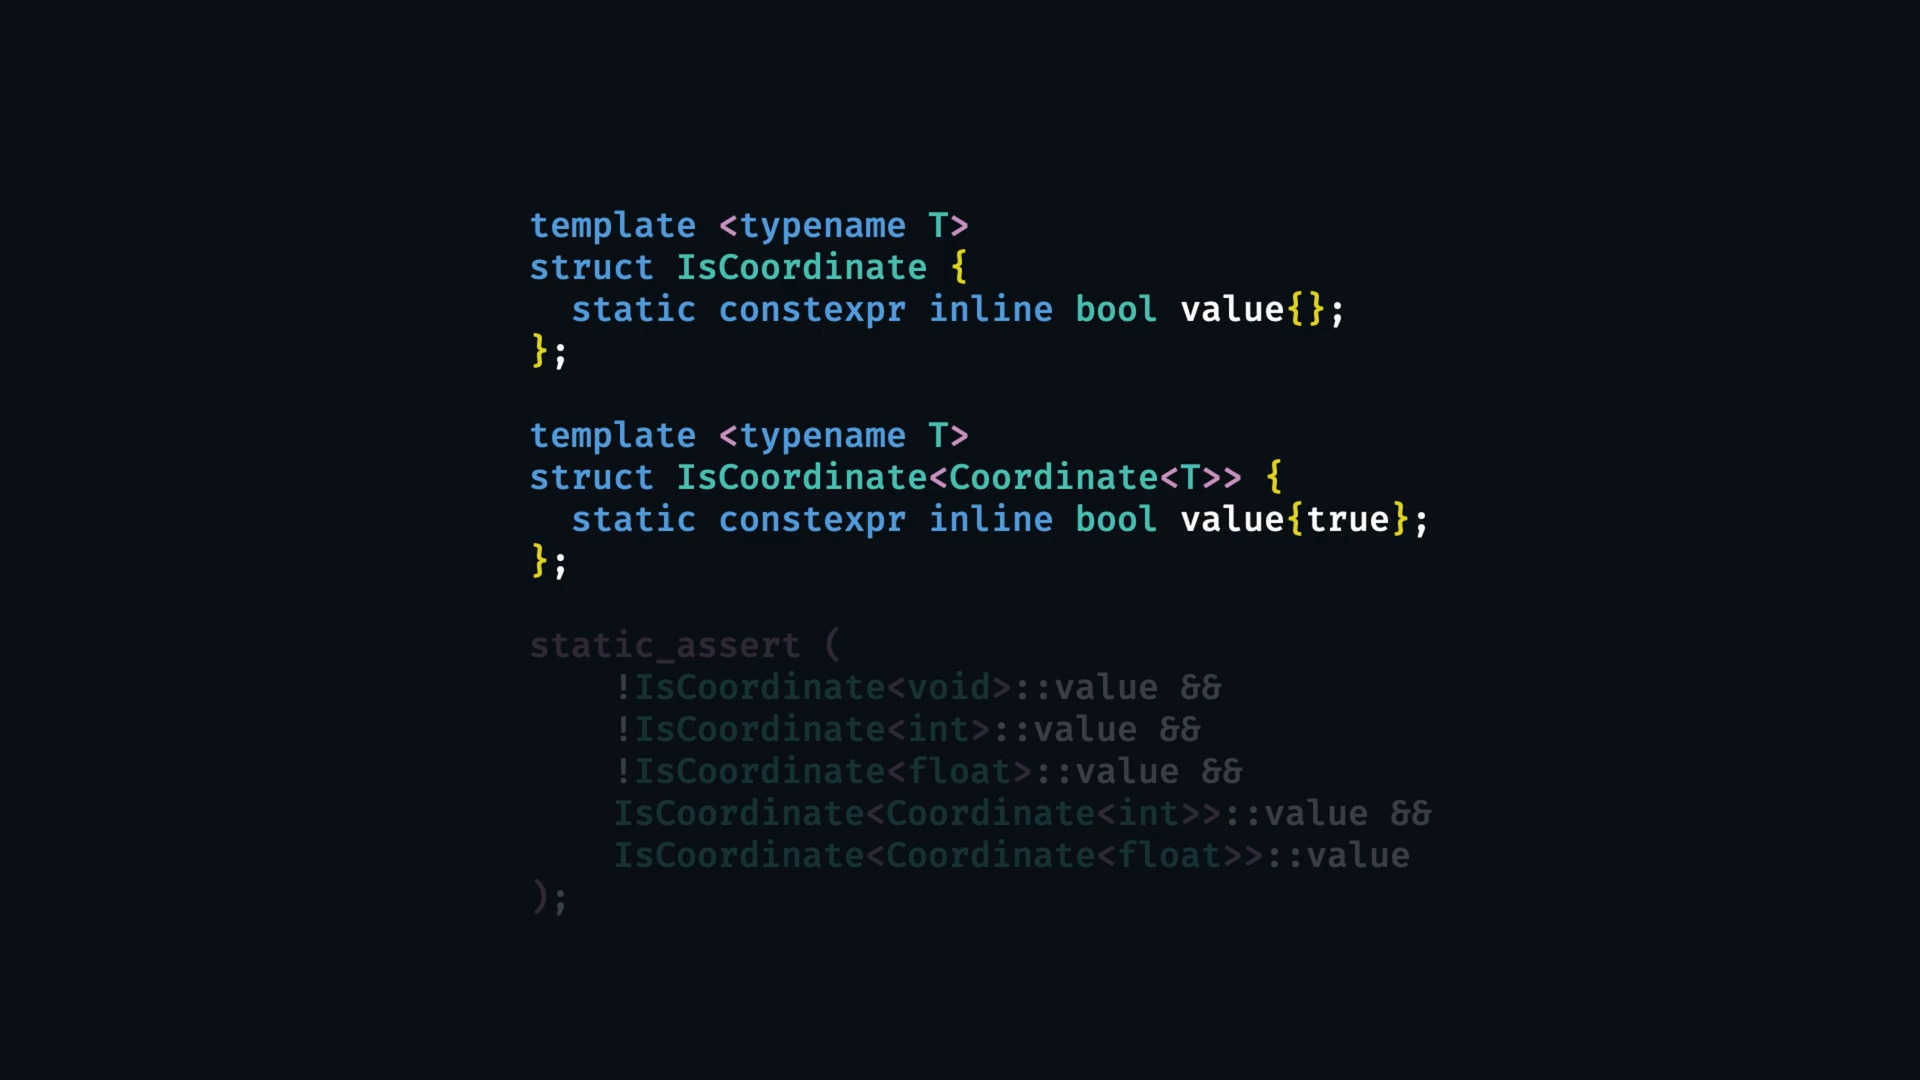 template <typename T>
struct IsCoordinate {
  static constexpr inline bool value{};
};

template <typename T>
struct IsCoordinate<Coordinate<T>> {
  static constexpr inline bool value{true};
};

static_assert (
    !IsCoordinate<void>::value &&
    !IsCoordinate<int>::value &&
    !IsCoordinate<float>::value &&
    IsCoordinate<Coordinate<int>>::value &&
    IsCoordinate<Coordinate<float>>::value
);